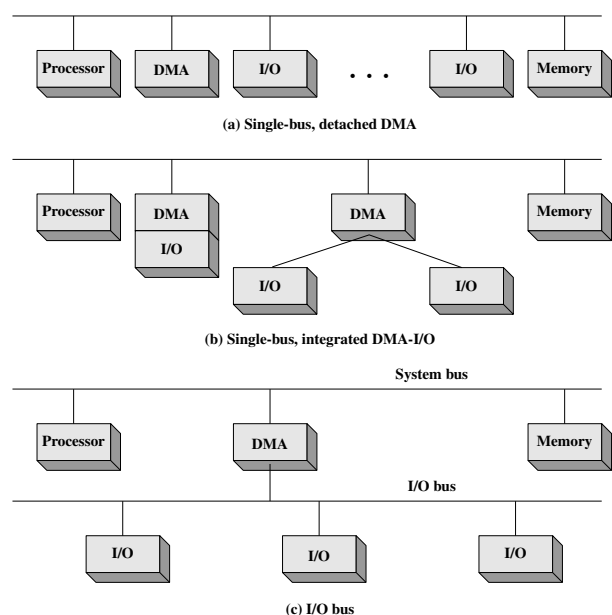 Processor DMA I/O . . . I/O Memory
(a) Single-bus, detached DMA
Processor DMA DMA Memory
I/O
I/O I/O
(b) Single-bus, integrated DMA-I/O
System bus
Processor DMA Memory
I/O bus
I/O I/O I/O
(c) I/O bus